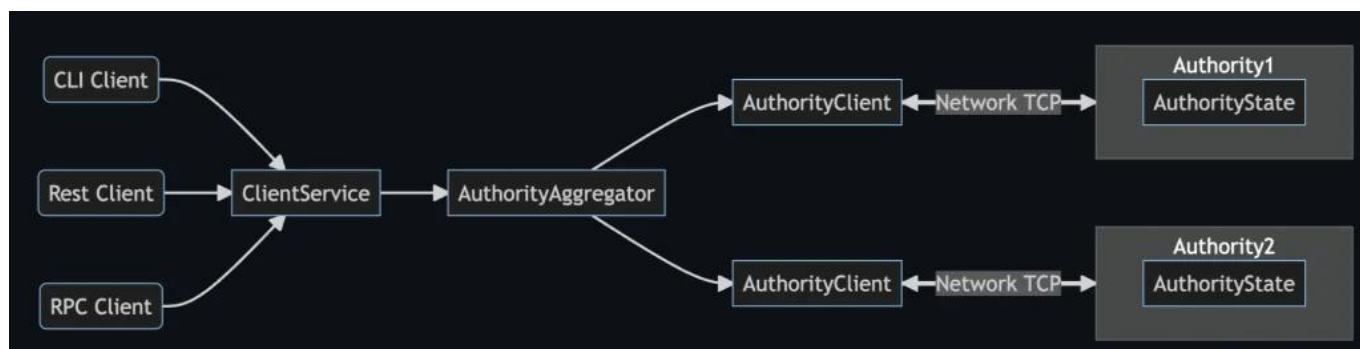 CLI Client
Rest Client
RPC Client
ClientService
AuthorityAggregator
AuthorityClient
Network TCP
Authority1
AuthorityState
AuthorityClient
Network TCP
Authority2
AuthorityState